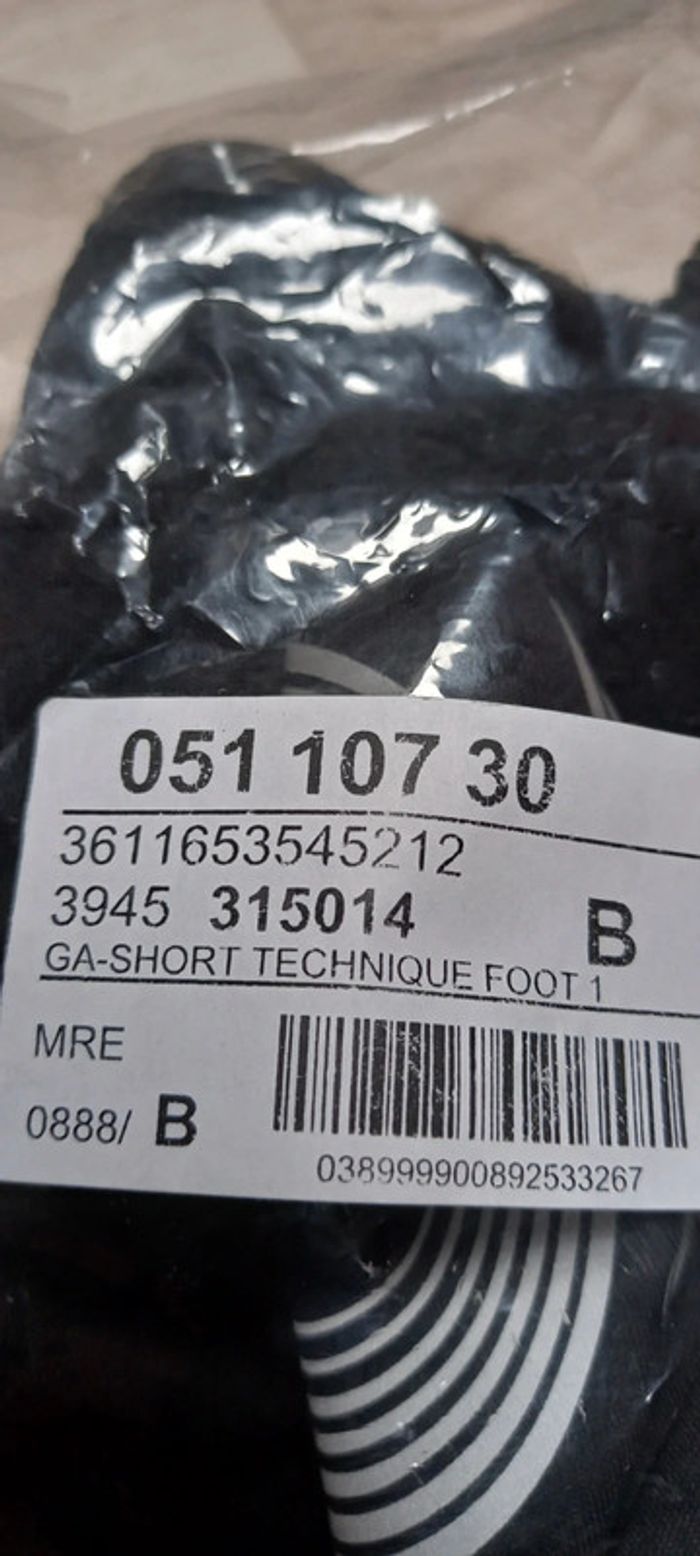 051 107 30
3611653545212
3945 315014 B
GA-SHORT TECHNIQUE FOOT 1
MRE
0888/ B
038999900892533267